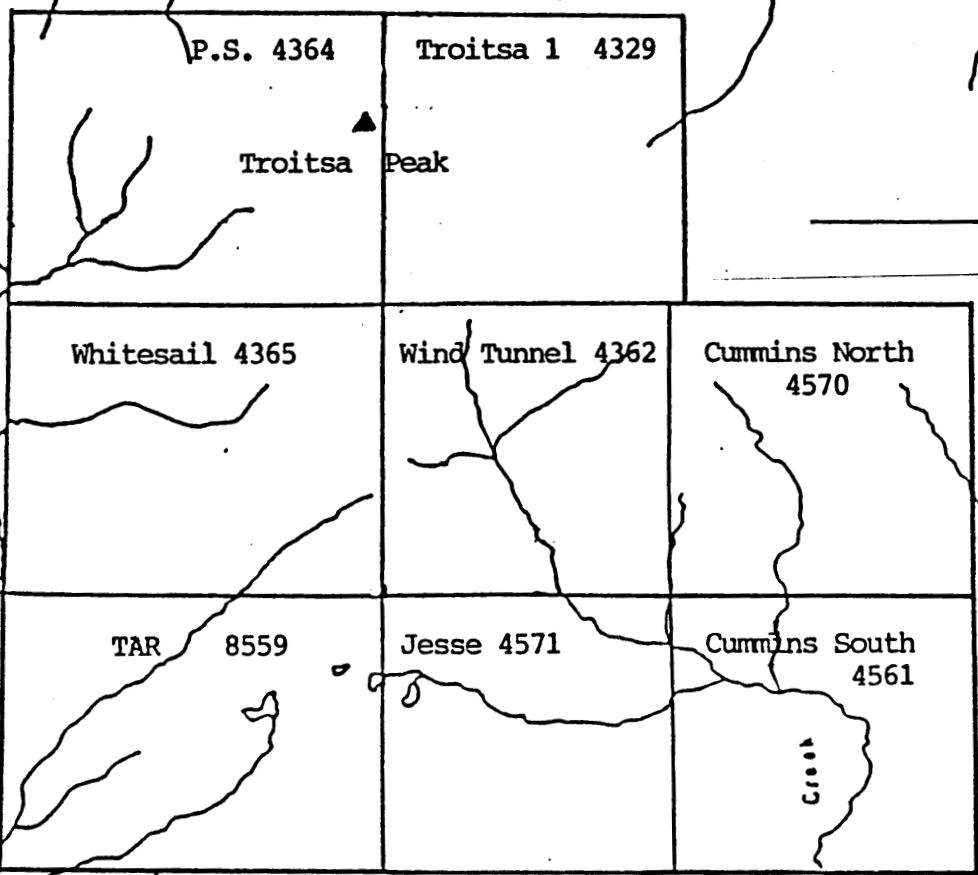 P.S. 4364
Troitsa 1 4329
Troitsa Peak
Whitesail 4365
Wind Tunnel 4362
Cummins North
4570
TAR 8559
Jesse 4571
Cummins South
4561
Creek